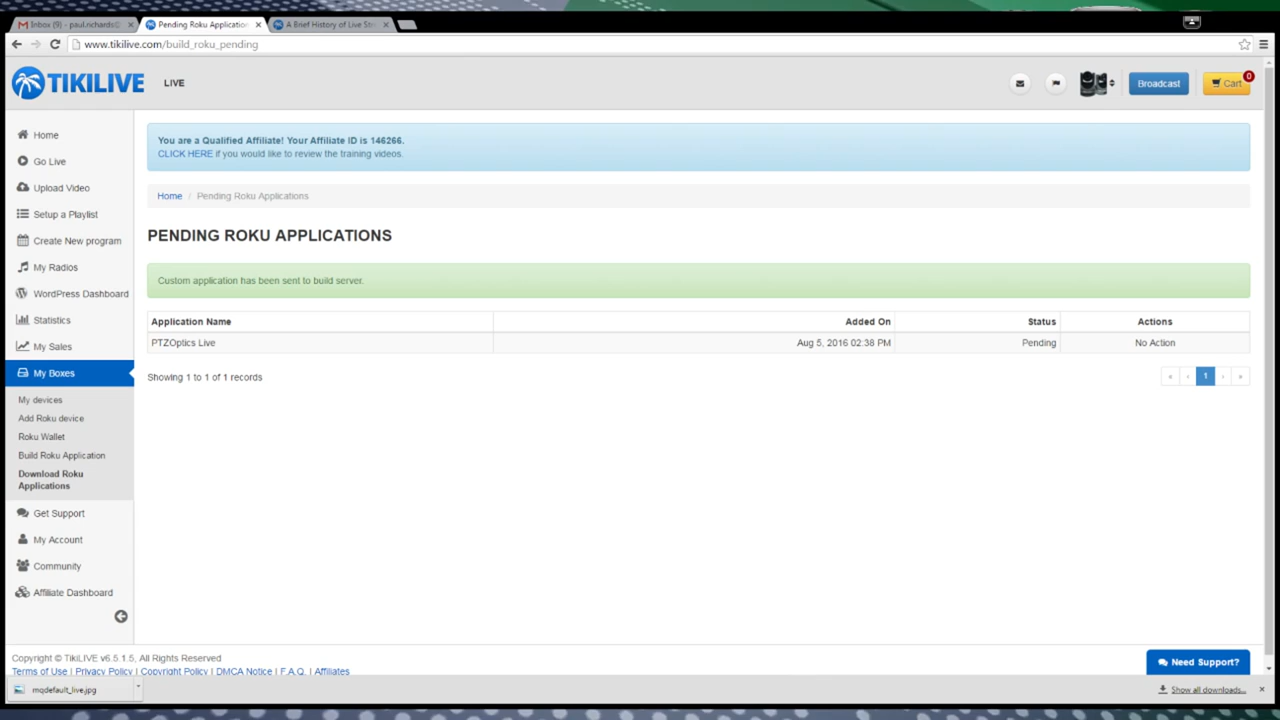 Inbox (9) - paul.richards@
Pending Roku Application
A Brief History of Live Str
www.tikilive.com/build_roku_pending
TIKILIVE
LIVE
Broadcast
Cart
0
Home
Go Live
Upload Video
Setup a Playlist
Create New program
My Radios
WordPress Dashboard
Statistics
My Sales
My Boxes
My devices
Add Roku device
Roku Wallet
Build Roku Application
Download Roku
Applications
Get Support
My Account
Community
Affiliate Dashboard
You are a Qualified Affiliate! Your Affiliate ID is 146266.
CLICK HERE if you would like to review the training videos.
Home / Pending Roku Applications
PENDING ROKU APPLICATIONS
Custom application has been sent to build server.
Application Name Added On Status Actions
PTZOptics Live Aug 5, 2016 02:38 PM Pending No Action
Showing 1 to 1 of 1 records
« ‹ 1 › »
Copyright © TikiLIVE v6.5.1.5, All Rights Reserved
Terms of Use | Privacy Policy | Copyright Policy | DMCA Notice | F.A.Q. | Affiliates
Need Support?
mqdefault_live.jpg
Show all downloads...